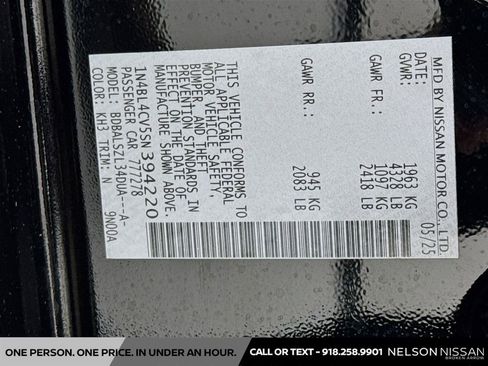 MFD BY NISSAN MOTOR CO., LTD.
DATE: 05/25
GVWR: 1963 KG
4328 LB
GAWR FR: 1097 KG
2418 LB
GAWR RR: 945 KG
2083 LB
THIS VEHICLE CONFORMS TO
ALL APPLICABLE FEDERAL
MOTOR VEHICLE SAFETY,
BUMPER, AND THEFT
PREVENTION STANDARDS IN
EFFECT ON THE DATE OF
MANUFACTURE SHOWN ABOVE.
1N4BL4CV5SN394220
PASSENGER CAR 777278
MODEL: BDBALSZL34DUA---A-
COLOR: KH3 TRIM: N 9N00A
ONE PERSON. ONE PRICE. IN UNDER AN HOUR.
CALL OR TEXT - 918.258.9901
NELSON NISSAN
BROKEN ARROW